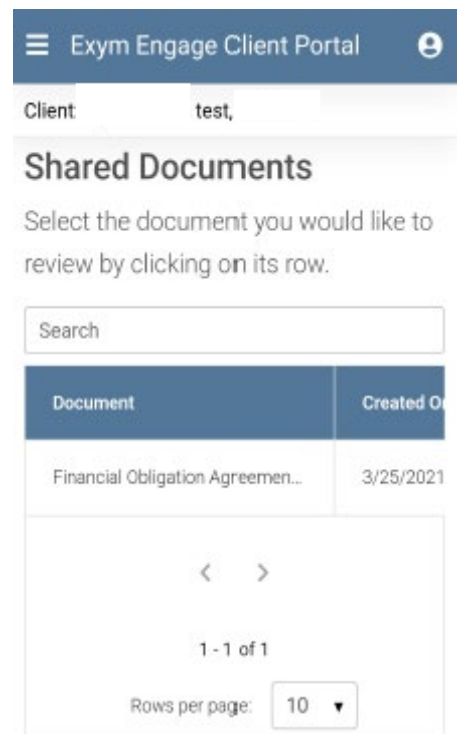 Exym Engage Client Portal
Client: test,
Shared Documents
Select the document you would like to
review by clicking on its row.
Search
Document Created O
Financial Obligation Agreemen... 3/25/2021
1 - 1 of 1
Rows per page: 10